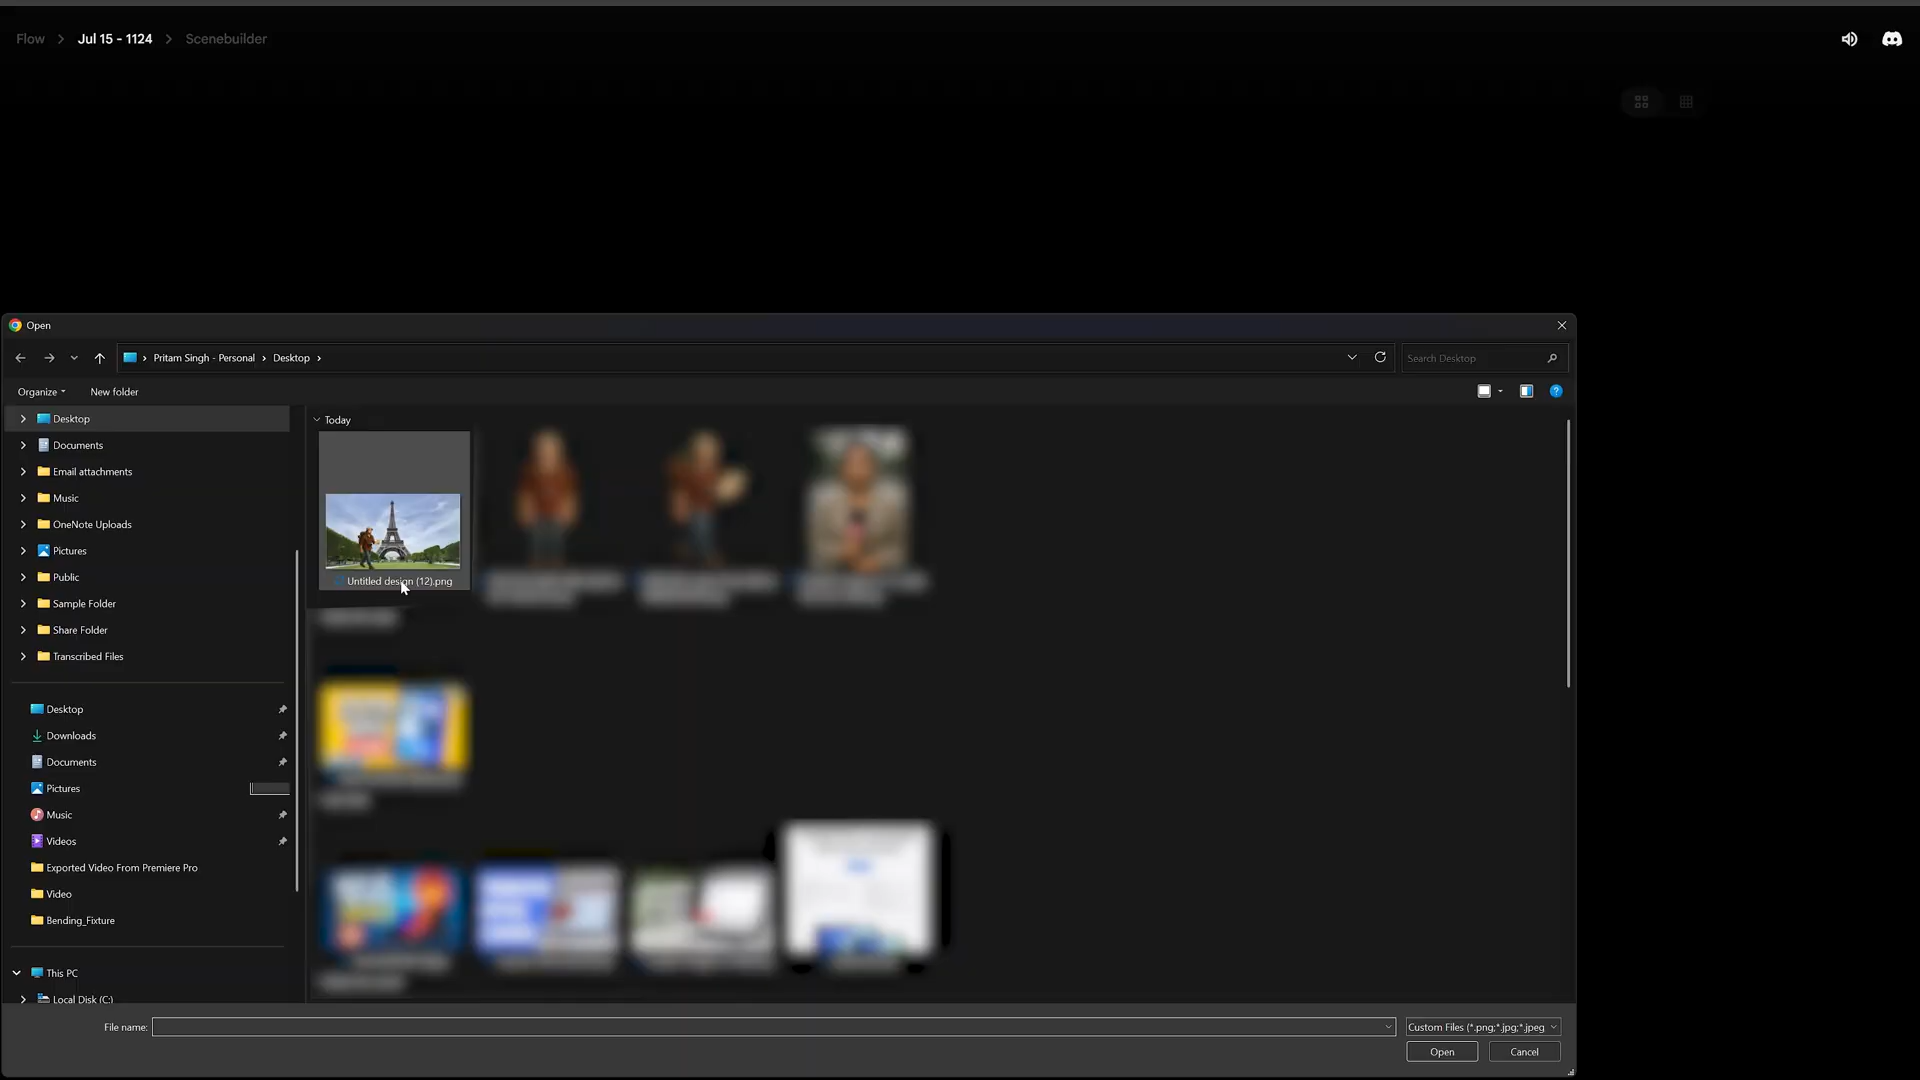 Flow > Jul 15 - 1124 > Scenebuilder
Open
Pritam Singh - Personal > Desktop >
Search Desktop
Organize
New folder
Desktop
Documents
Email attachments
Music
OneNote Uploads
Pictures
Public
Sample Folder
Share Folder
Transcribed Files
Desktop
Downloads
Documents
Pictures
Music
Videos
Exported Video From Premiere Pro
Video
Bending_Fixture
This PC
Local Disk (C:)
Today
Untitled design (12).png
File name:
Custom Files (*.png;*.jpg;*.jpeg
Open
Cancel